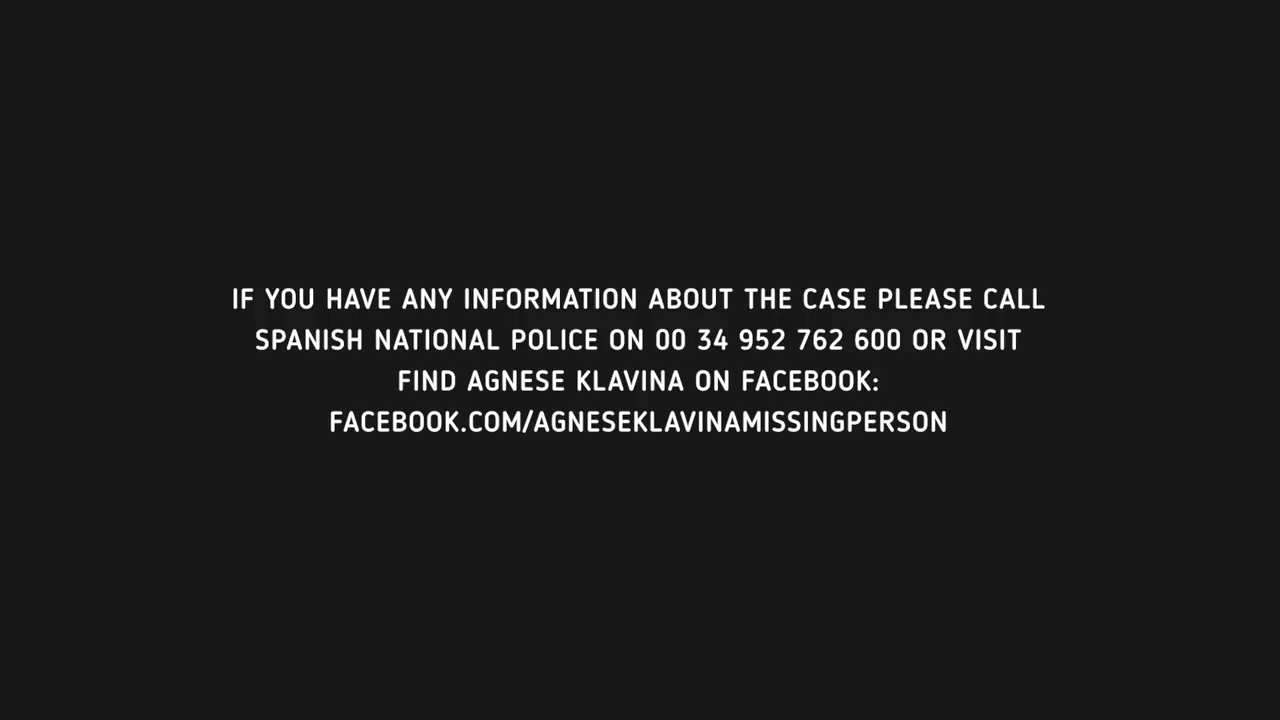 IF YOU HAVE ANY INFORMATION ABOUT THE CASE PLEASE CALL
SPANISH NATIONAL POLICE ON 00 34 952 762 600 OR VISIT
FIND AGNESE KLAVINA ON FACEBOOK:
FACEBOOK.COM/AGNESEKLAVINAMISSINGPERSON